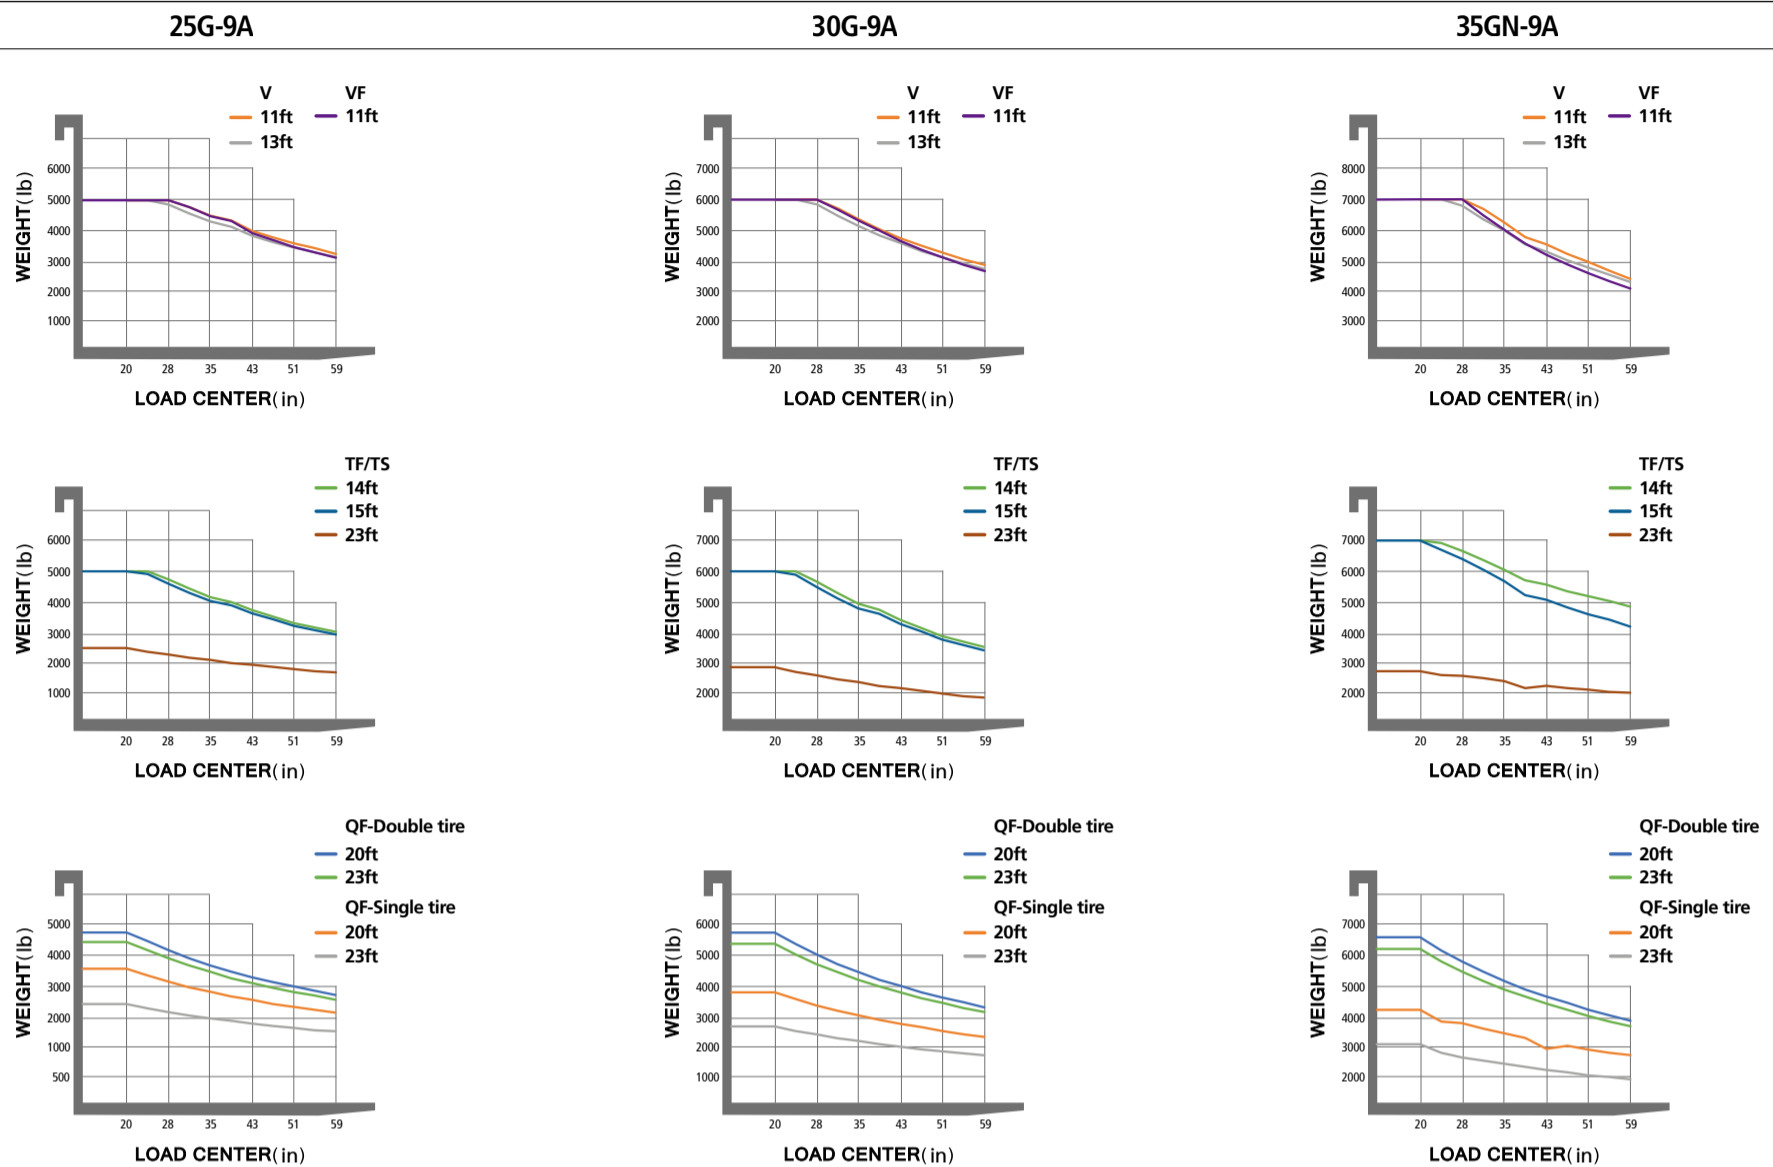 25G-9A 30G-9A 35GN-9A
V VF
11ft 11ft
13ft
6000
5000
4000
3000
2000
1000
WEIGHT(lb)
20 28 35 43 51 59
LOAD CENTER(in)
V VF
11ft 11ft
13ft
7000
6000
5000
4000
3000
2000
WEIGHT(lb)
20 28 35 43 51 59
LOAD CENTER(in)
V VF
11ft 11ft
13ft
8000
7000
6000
5000
4000
3000
WEIGHT(lb)
20 28 35 43 51 59
LOAD CENTER(in)
TF/TS
14ft
15ft
23ft
6000
5000
4000
3000
2000
1000
WEIGHT(lb)
20 28 35 43 51 59
LOAD CENTER(in)
TF/TS
14ft
15ft
23ft
7000
6000
5000
4000
3000
2000
WEIGHT(lb)
20 28 35 43 51 59
LOAD CENTER(in)
TF/TS
14ft
15ft
23ft
7000
6000
5000
4000
3000
2000
WEIGHT(lb)
20 28 35 43 51 59
LOAD CENTER(in)
QF-Double tire
20ft
23ft
QF-Single tire
20ft
23ft
5000
4000
3000
2000
1000
500
WEIGHT(lb)
20 28 35 43 51 59
LOAD CENTER(in)
QF-Double tire
20ft
23ft
QF-Single tire
20ft
23ft
6000
5000
4000
3000
2000
1000
WEIGHT(lb)
20 28 35 43 51 59
LOAD CENTER(in)
QF-Double tire
20ft
23ft
QF-Single tire
20ft
23ft
7000
6000
5000
4000
3000
2000
WEIGHT(lb)
20 28 35 43 51 59
LOAD CENTER(in)